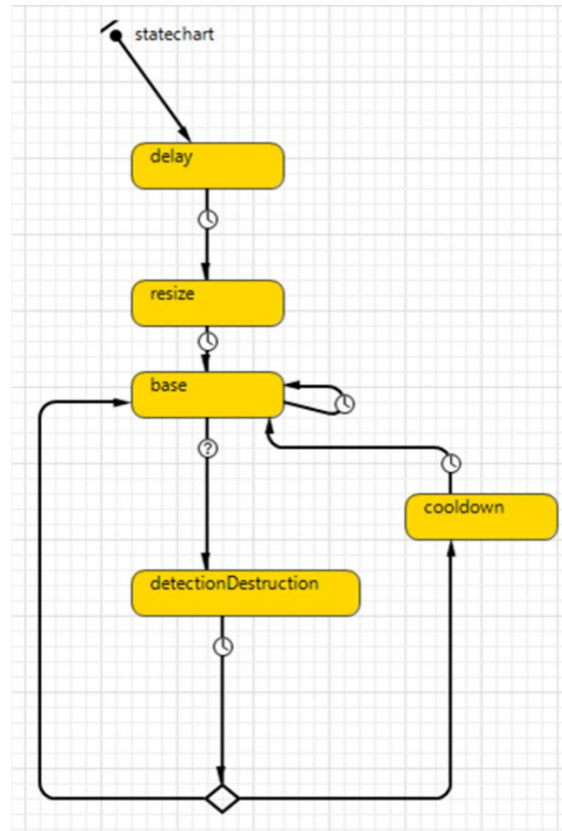 statechart
delay
resize
base
?
cooldown
detectionDestruction